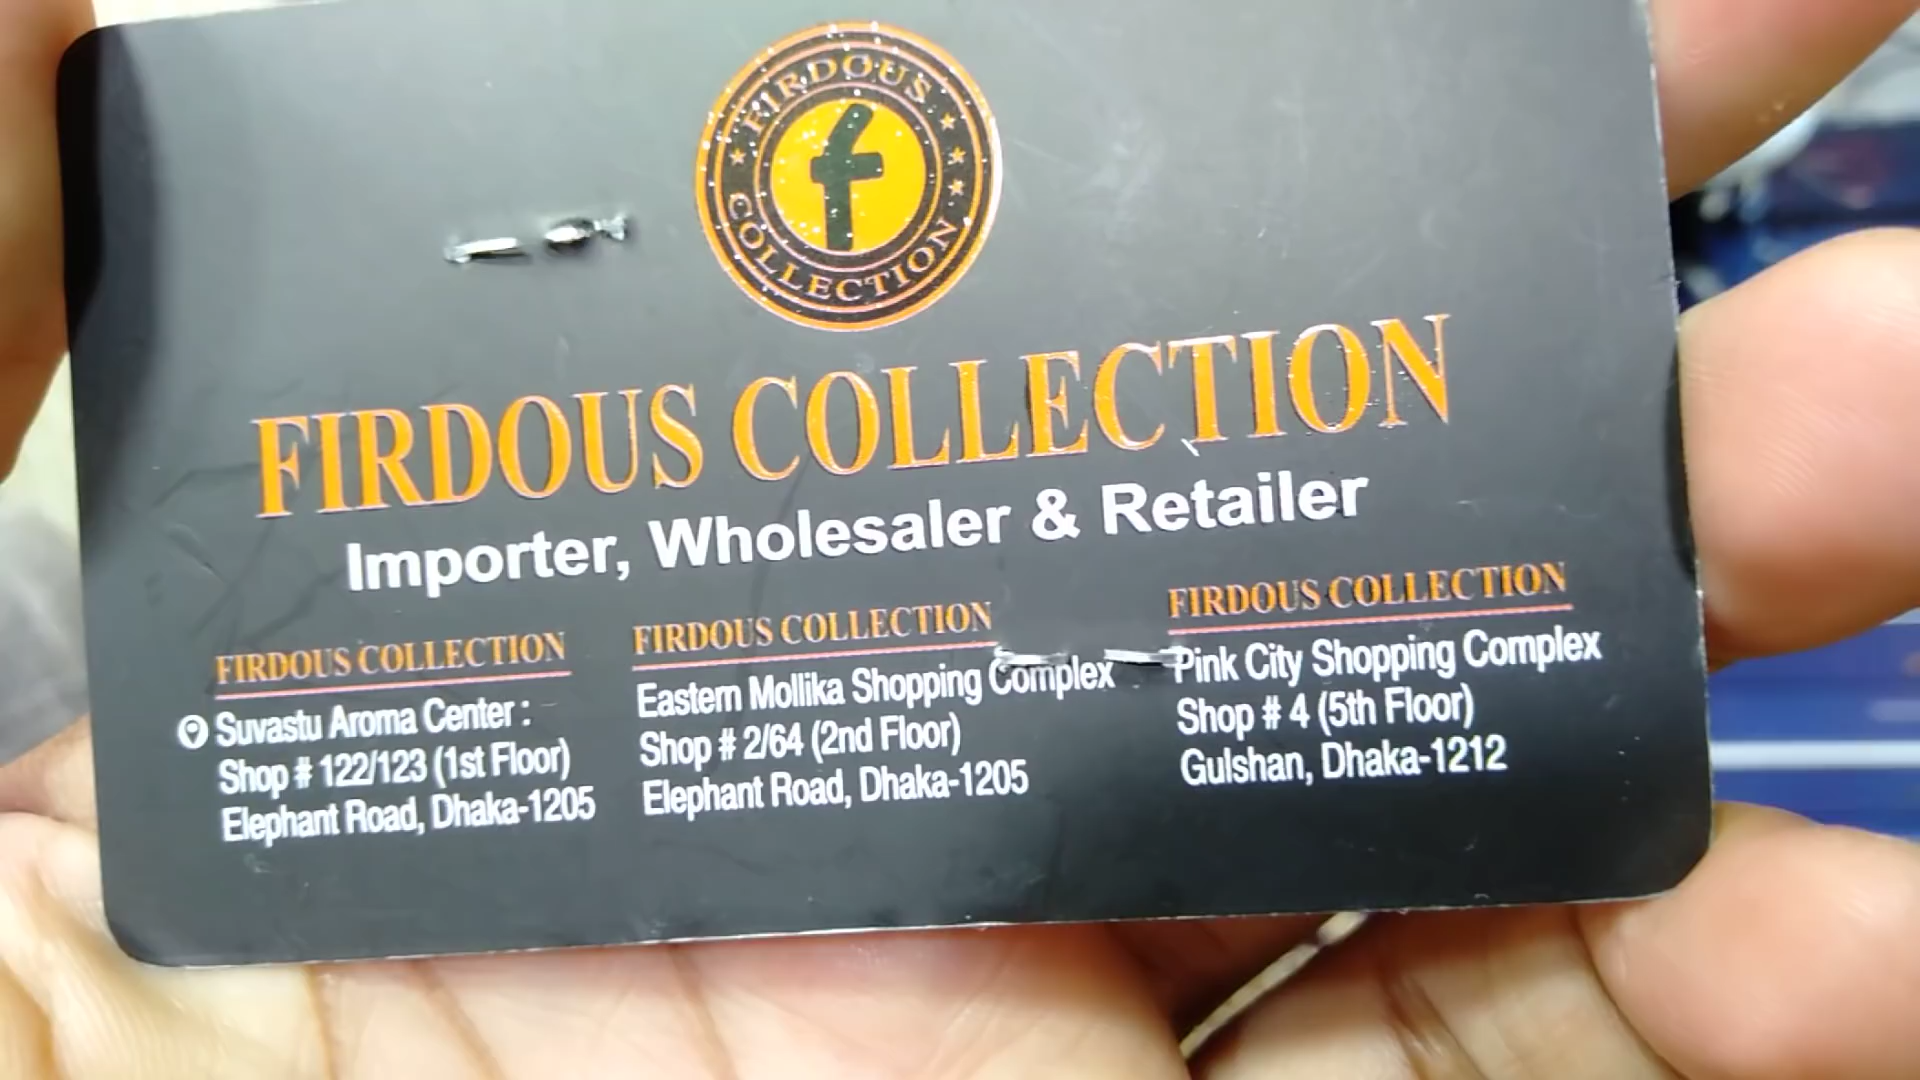 FIRDOUS
f
COLLECTION
FIRDOUS COLLECTION
Importer, Wholesaler & Retailer
FIRDOUS COLLECTION
Suvastu Aroma Center :
Shop # 122/123 (1st Floor)
Elephant Road, Dhaka-1205
FIRDOUS COLLECTION
Eastern Mollika Shopping Complex
Shop # 2/64 (2nd Floor)
Elephant Road, Dhaka-1205
FIRDOUS COLLECTION
Pink City Shopping Complex
Shop # 4 (5th Floor)
Gulshan, Dhaka-1212